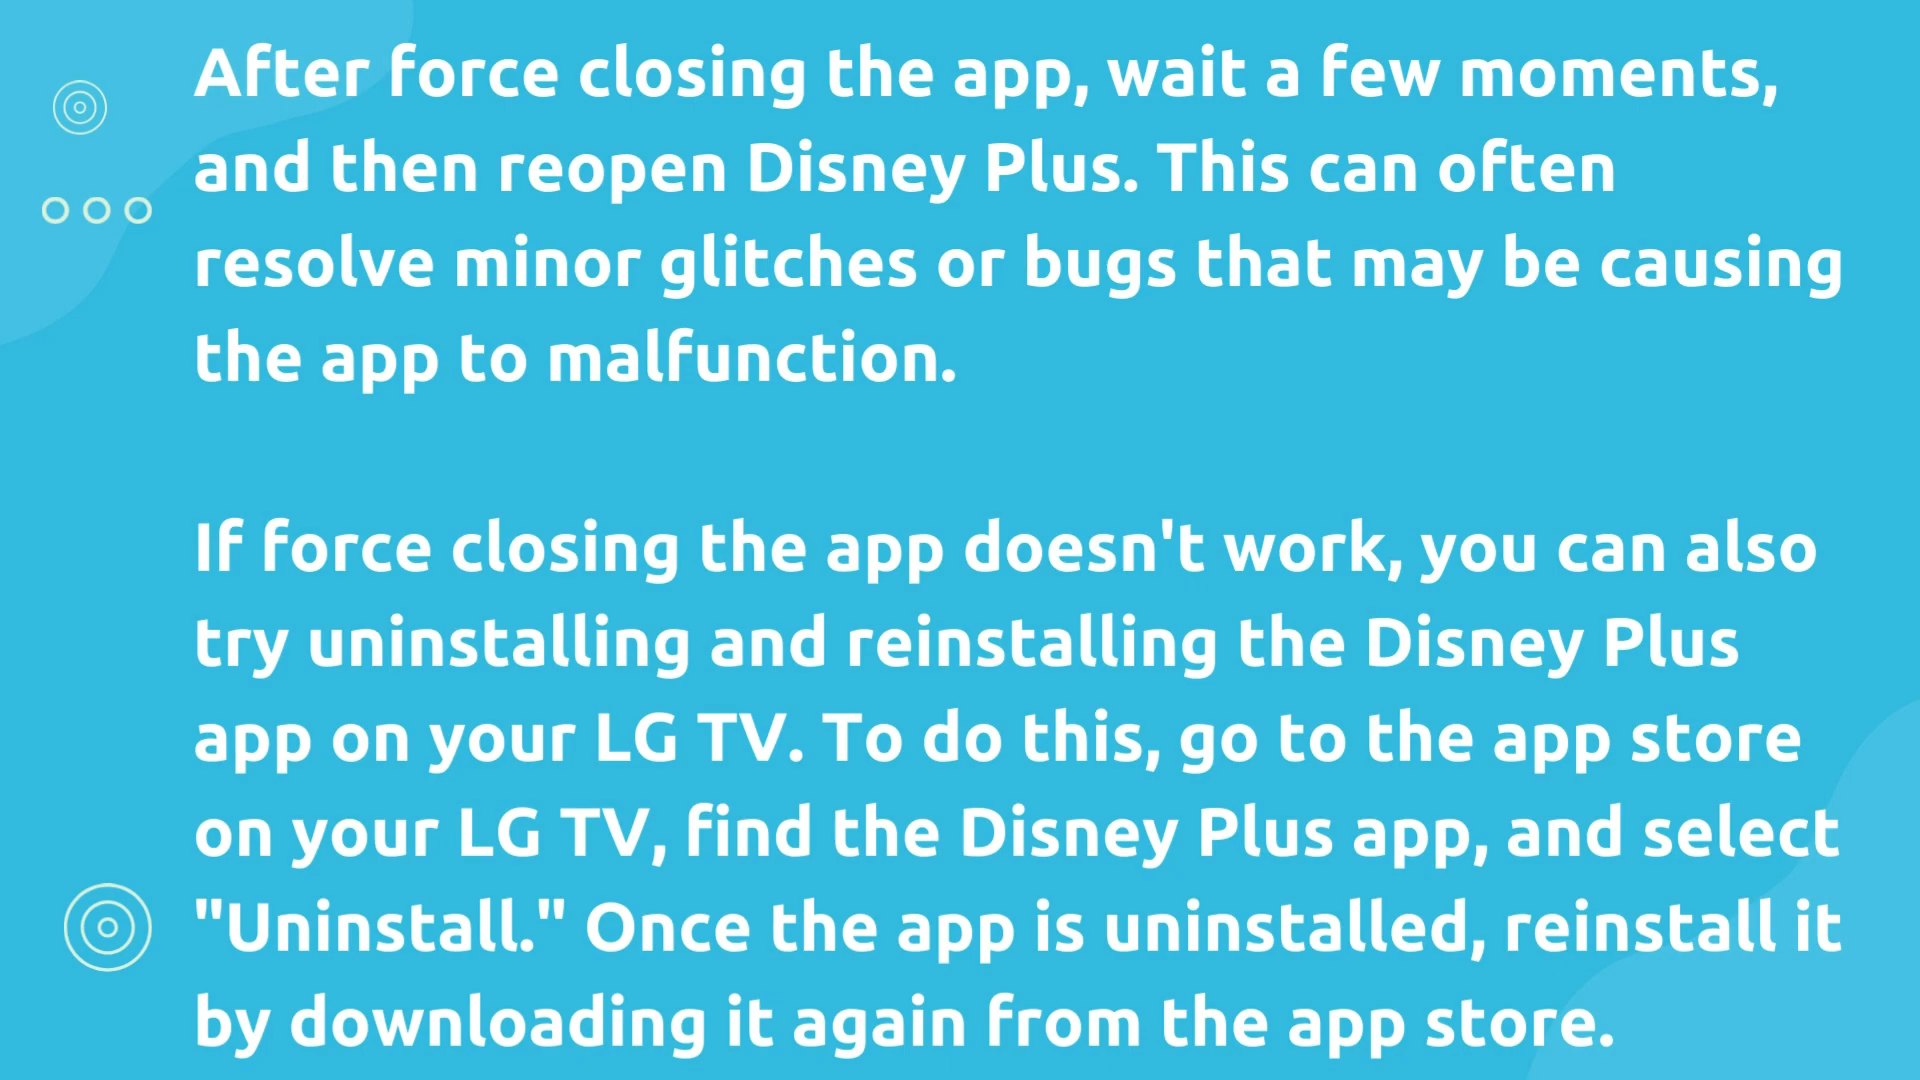 After force closing the app, wait a few moments,
and then reopen Disney Plus. This can often
resolve minor glitches or bugs that may be causing
the app to malfunction.
If force closing the app doesn't work, you can also
try uninstalling and reinstalling the Disney Plus
app on your LG TV. To do this, go to the app store
on your LG TV, find the Disney Plus app, and select
"Uninstall." Once the app is uninstalled, reinstall it
by downloading it again from the app store.